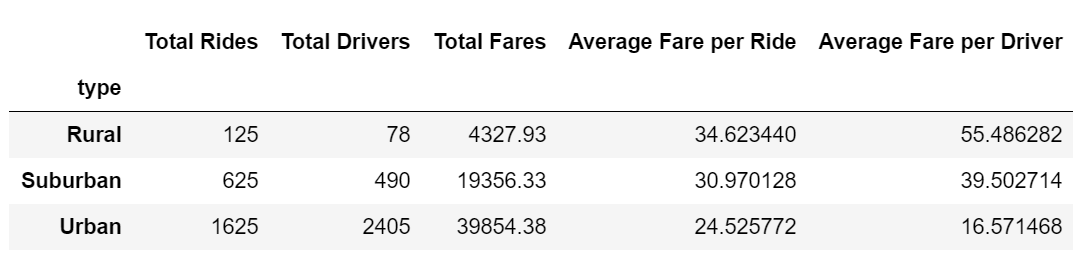 Total Rides Total Drivers Total Fares Average Fare per Ride Average Fare per Driver
type
Rural 125 78 4327.93 34.623440 55.486282
Suburban 625 490 19356.33 30.970128 39.502714
Urban 1625 2405 39854.38 24.525772 16.571468